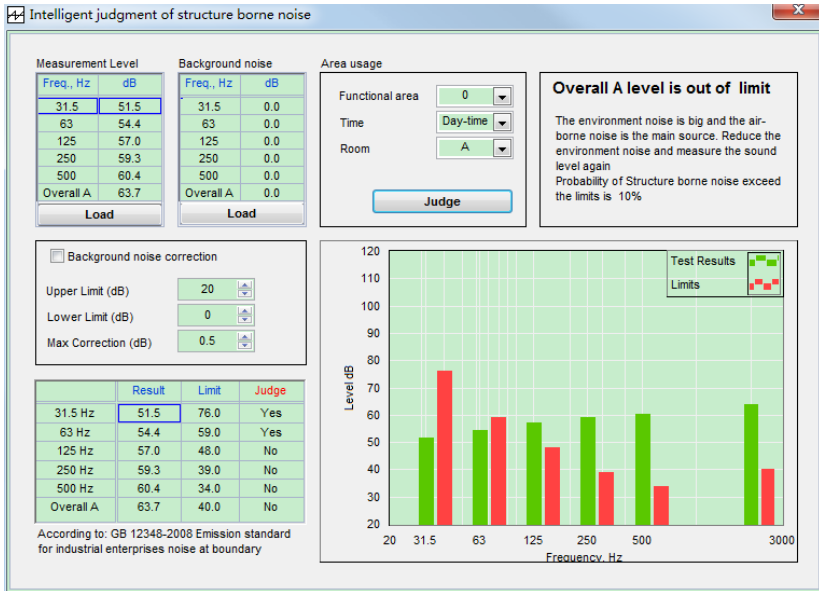 Intelligent judgment of structure borne noise
Measurement Level
Freq., Hz dB
31.5 51.5
63 54.4
125 57.0
250 59.3
500 60.4
Overall A 63.7
Load
Background noise
Freq., Hz dB
31.5 0.0
63 0.0
125 0.0
250 0.0
500 0.0
Overall A 0.0
Load
Area usage
Functional area 0
Time Day-time
Room A
Judge
Overall A level is out of limit
The environment noise is big and the air-
borne noise is the main source. Reduce the
environment noise and measure the sound
level again
Probability of Structure borne noise exceed
the limits is 10%
Background noise correction
Upper Limit (dB) 20
Lower Limit (dB) 0
Max Correction (dB) 0.5
Result Limit Judge
31.5 Hz 51.5 76.0 Yes
63 Hz 54.4 59.0 Yes
125 Hz 57.0 48.0 No
250 Hz 59.3 39.0 No
500 Hz 60.4 34.0 No
Overall A 63.7 40.0 No
According to: GB 12348-2008 Emission standard
for industrial enterprises noise at boundary
Test Results
Limits
Level dB
120
110
100
90
80
70
60
50
40
30
20
20 31.5 63 125 250 500 3000
Frequency, Hz